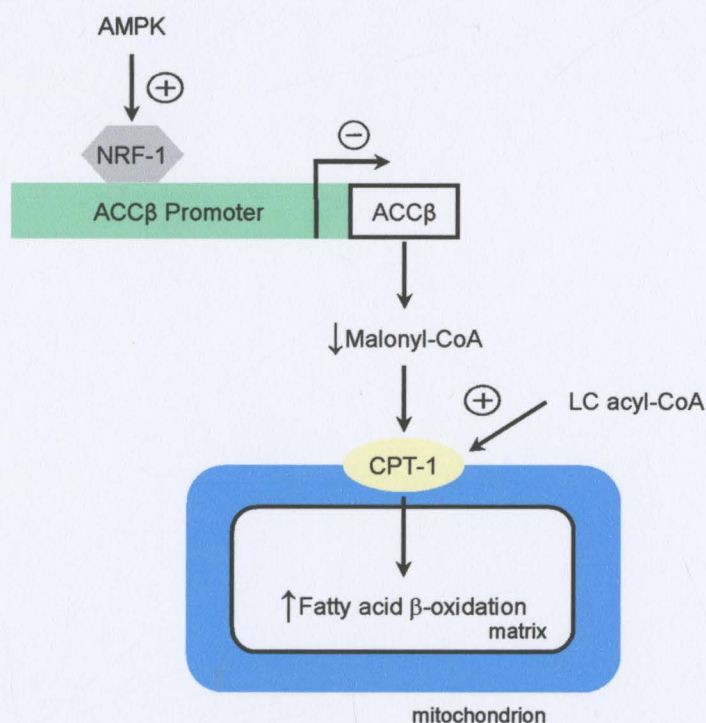 AMPK
+
NRF-1
−
ACCβ Promoter
ACCβ
↓Malonyl-CoA
+
LC acyl-CoA
CPT-1
↑Fatty acid β-oxidation
matrix
mitochondrion